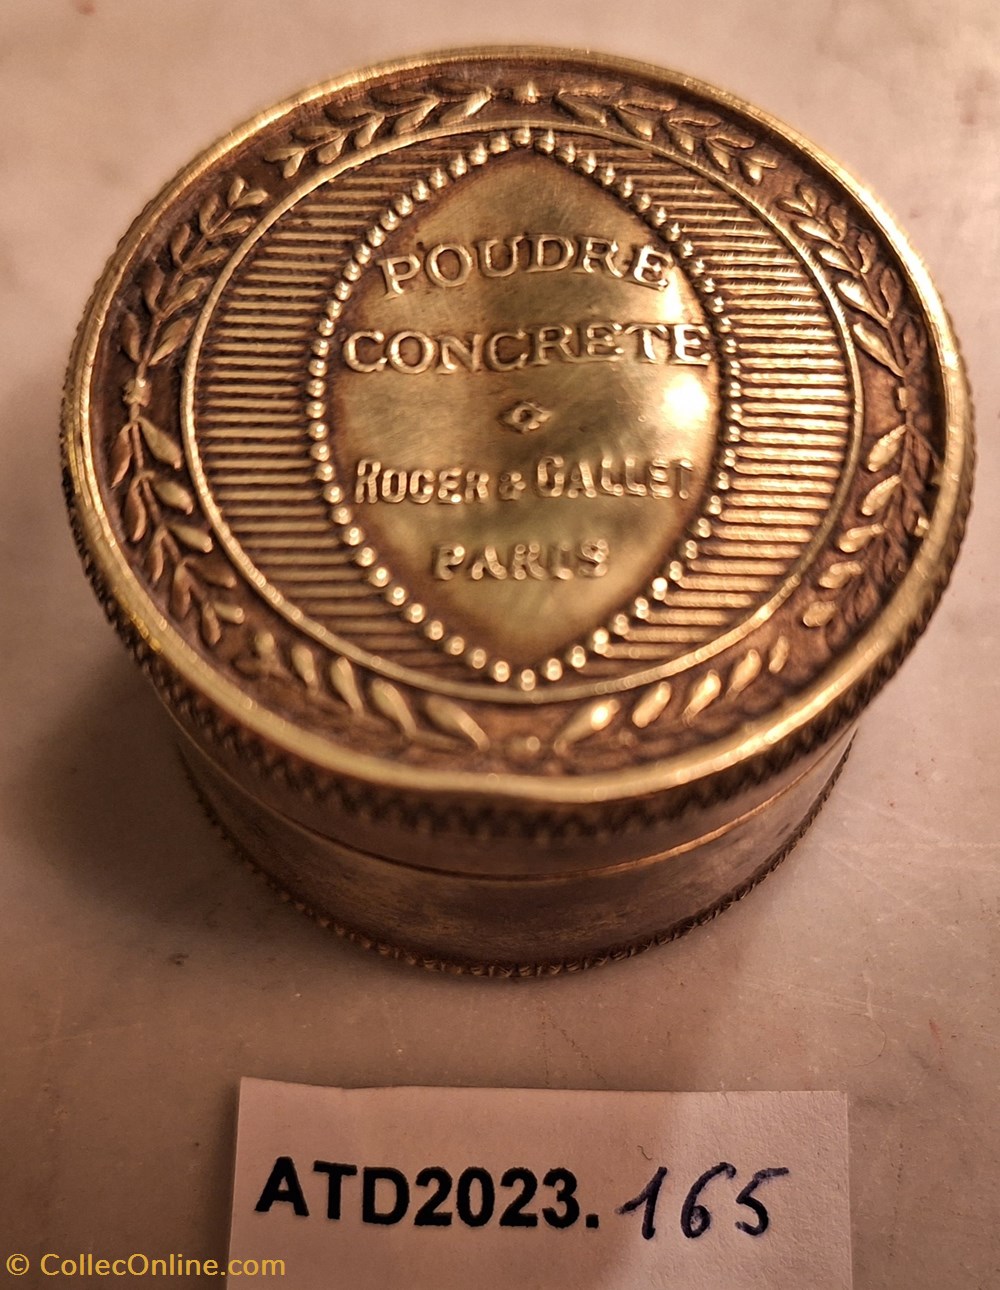 POUDRE
CONCRETE
ROGER & GALLET
PARIS
ATD2023.165
© CollecOnline.com